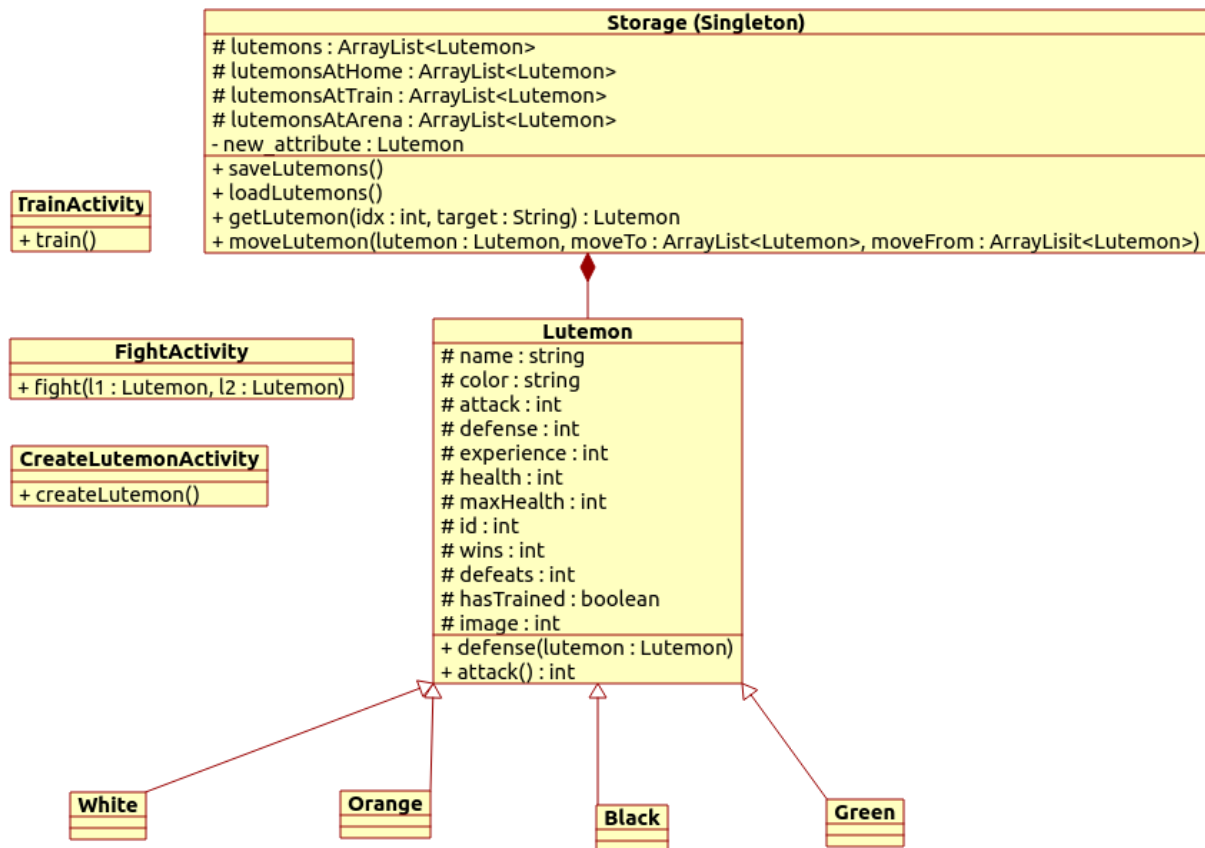 Storage (Singleton)
# lutemons : ArrayList<Lutemon>
# lutemonsAtHome : ArrayList<Lutemon>
# lutemonsAtTrain : ArrayList<Lutemon>
# lutemonsAtArena : ArrayList<Lutemon>
- new_attribute : Lutemon
+ saveLutemons()
+ loadLutemons()
+ getLutemon(idx : int, target : String) : Lutemon
+ moveLutemon(lutemon : Lutemon, moveTo : ArrayList<Lutemon>, moveFrom : ArrayLisit<Lutemon>)
TrainActivity
+ train()
FightActivity
+ fight(l1 : Lutemon, l2 : Lutemon)
CreateLutemonActivity
+ createLutemon()
Lutemon
# name : string
# color : string
# attack : int
# defense : int
# experience : int
# health : int
# maxHealth : int
# id : int
# wins : int
# defeats : int
# hasTrained : boolean
# image : int
+ defense(lutemon : Lutemon)
+ attack() : int
White
Orange
Black
Green